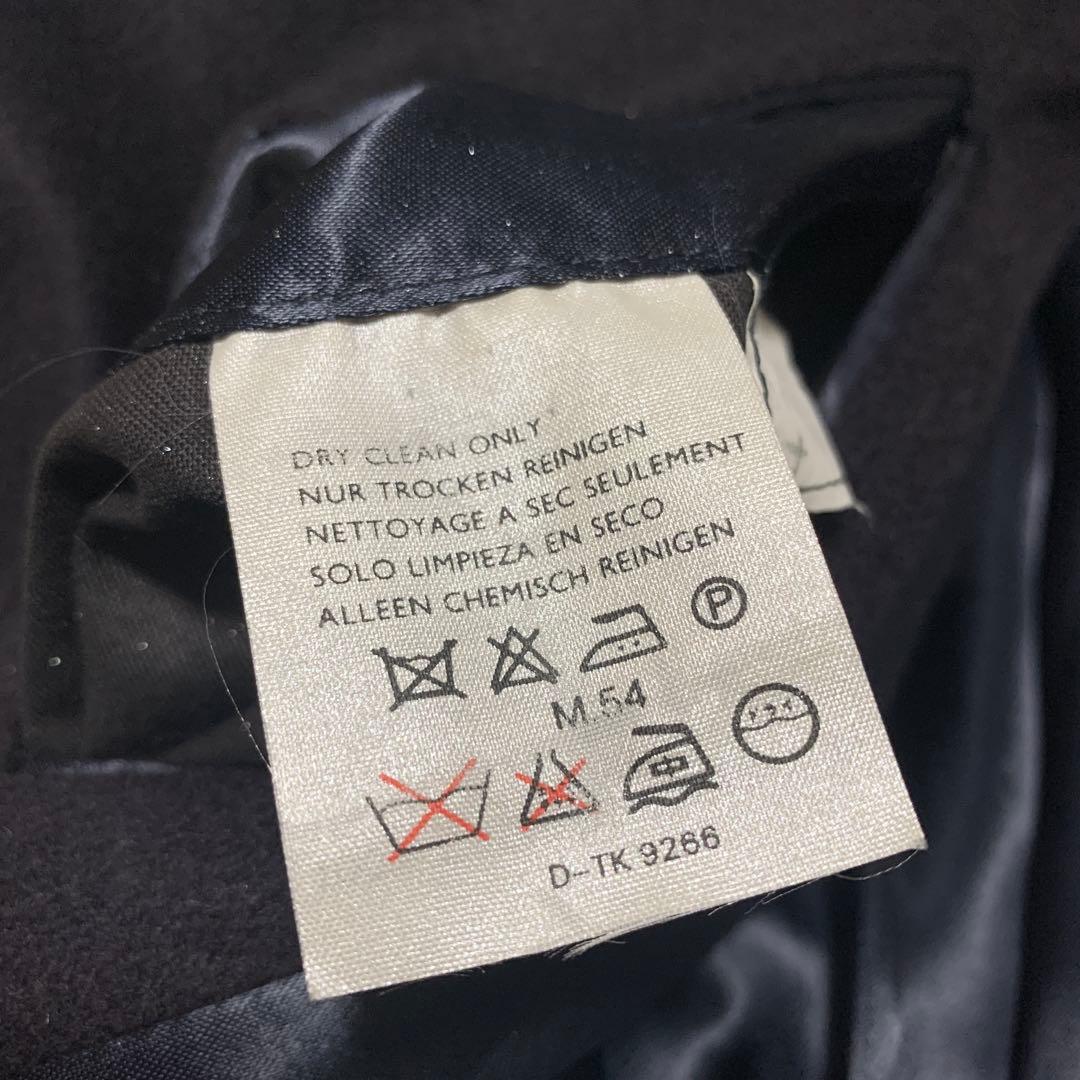 DRY CLEAN ONLY
NUR TROCKEN REINIGEN
NETTOYAGE A SEC SEULEMENT
SOLO LIMPIEZA EN SECO
ALLEEN CHEMISCH REINIGEN
P
M.54
中
D-TK 9266